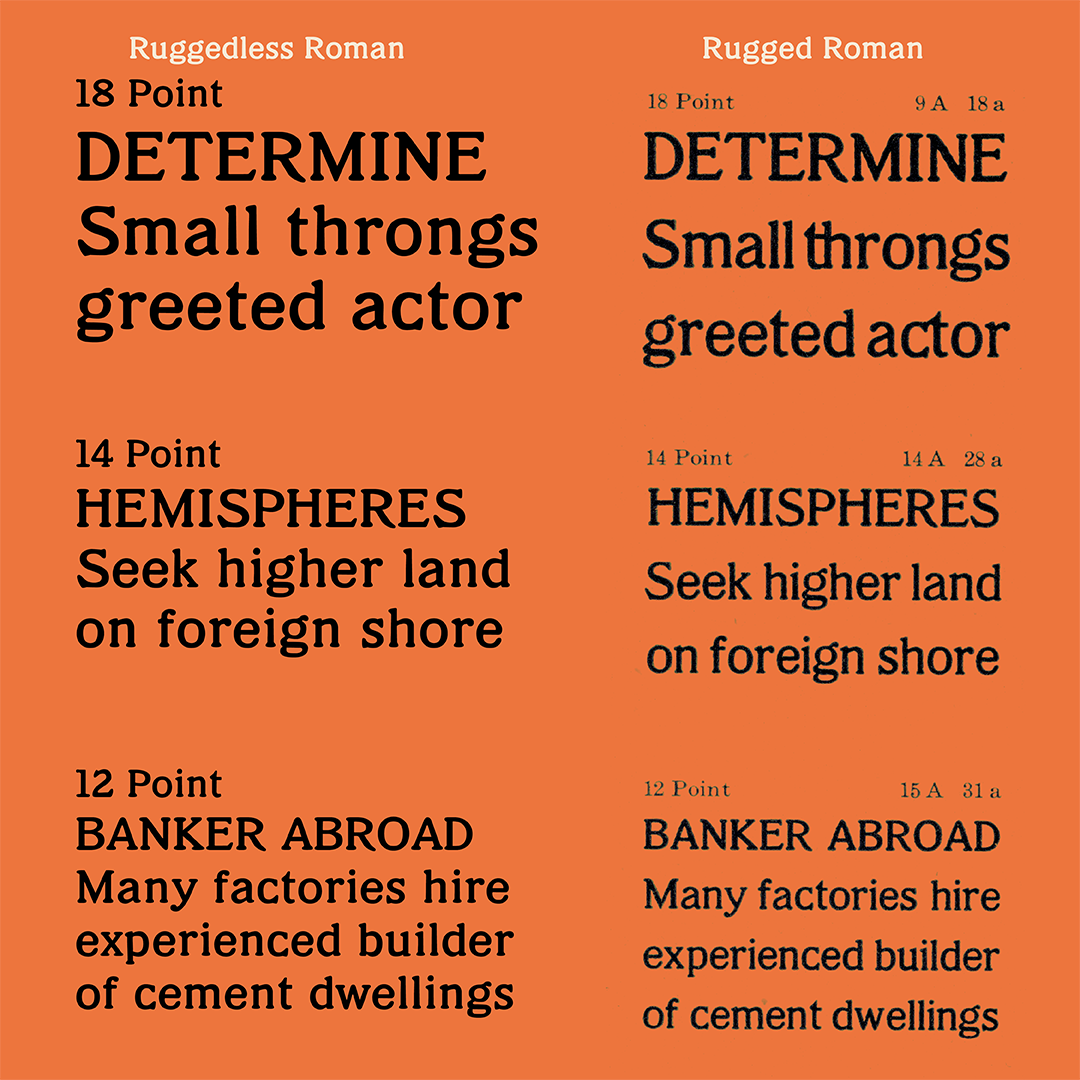 Ruggedless Roman
18 Point
DETERMINE
Small throngs
greeted actor
14 Point
HEMISPHERES
Seek higher land
on foreign shore
12 Point
BANKER ABROAD
Many factories hire
experienced builder
of cement dwellings
Rugged Roman
18 Point 9 A 18 a
DETERMINE
Small throngs
greeted actor
14 Point 14 A 28 a
HEMISPHERES
Seek higher land
on foreign shore
12 Point 15 A 31 a
BANKER ABROAD
Many factories hire
experienced builder
of cement dwellings